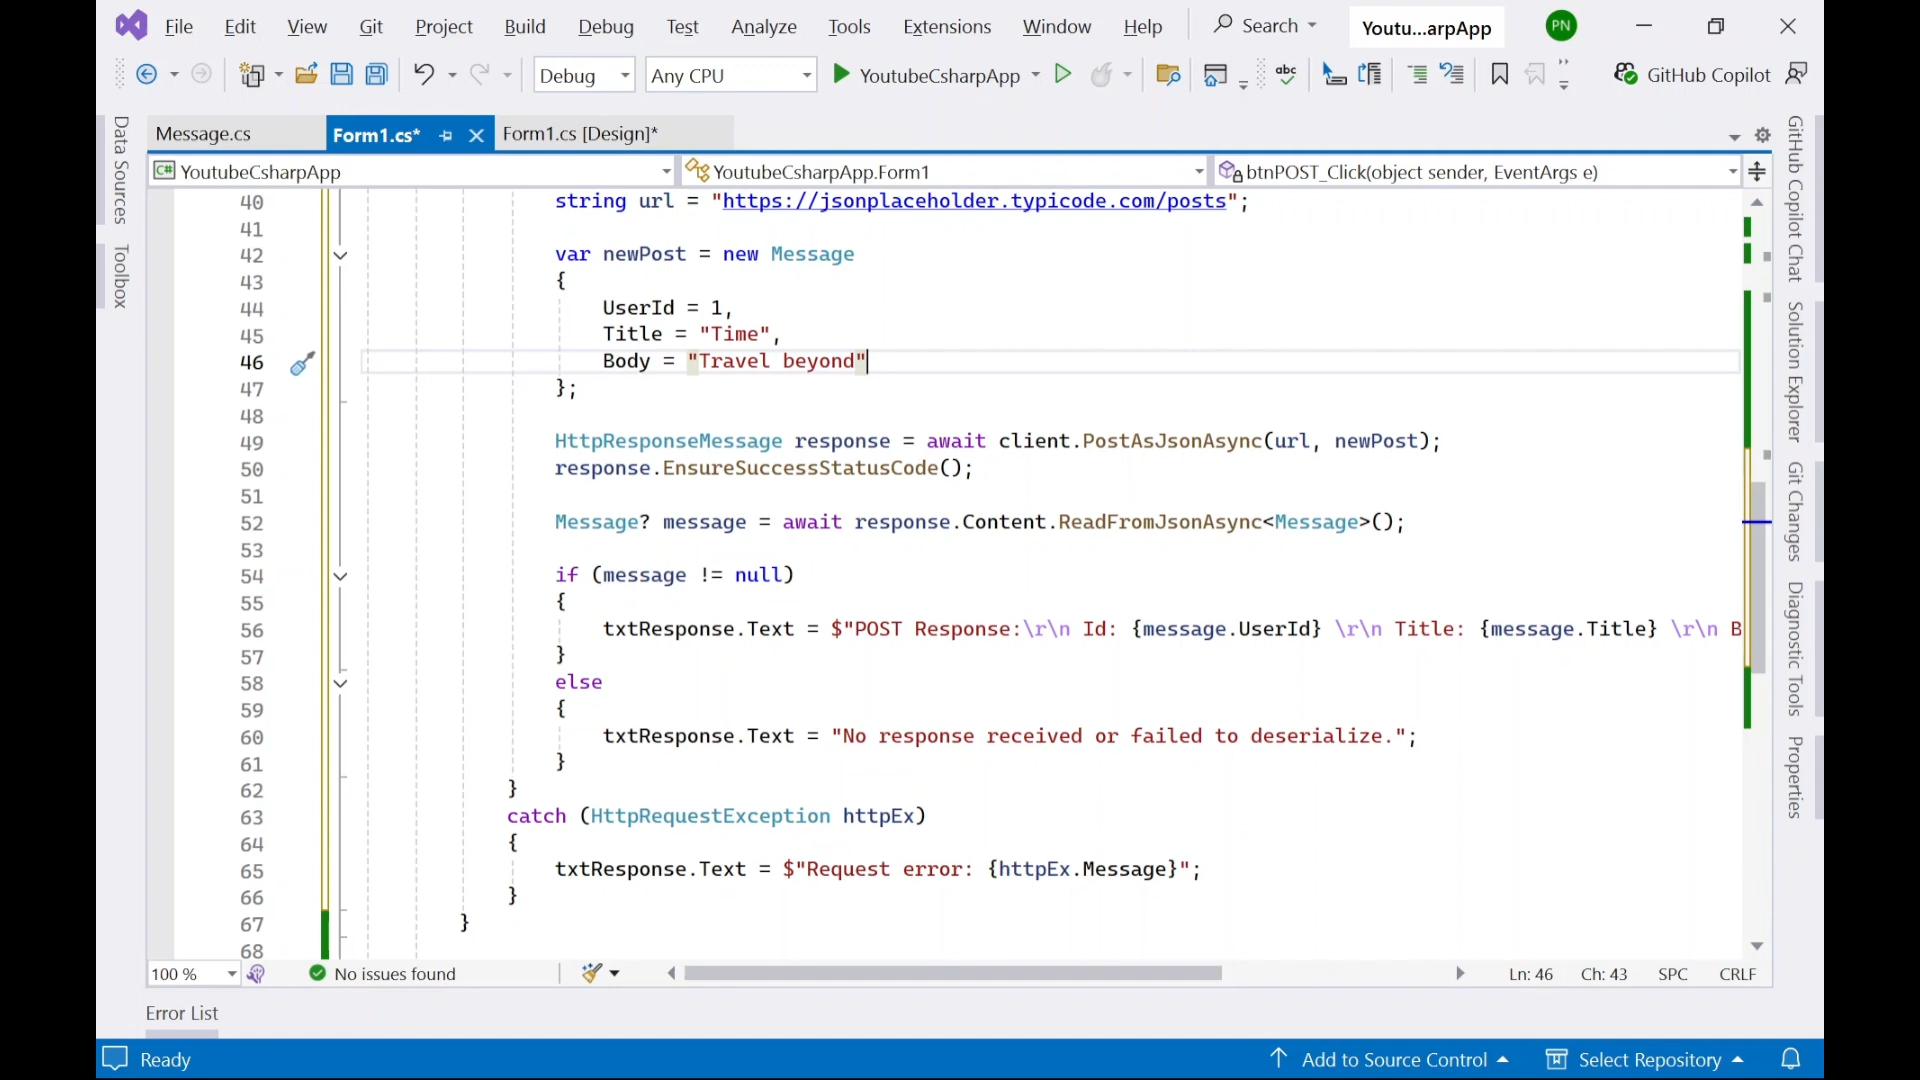 File Edit View Git Project Build Debug Test Analyze Tools Extensions Window Help Search Youtu...arpApp PN
Debug Any CPU YoutubeCsharpApp abc GitHub Copilot
Message.cs Form1.cs* Form1.cs [Design]*
C# YoutubeCsharpApp YoutubeCsharpApp.Form1 btnPOST_Click(object sender, EventArgs e)
40 string url = "https://jsonplaceholder.typicode.com/posts";
41
42 var newPost = new Message
43 {
44 UserId = 1,
45 Title = "Time",
46 Body = "Travel beyond"
47 };
48
49 HttpResponseMessage response = await client.PostAsJsonAsync(url, newPost);
50 response.EnsureSuccessStatusCode();
51
52 Message? message = await response.Content.ReadFromJsonAsync<Message>();
53
54 if (message != null)
55 {
56 txtResponse.Text = $"POST Response:\r\n Id: {message.UserId} \r\n Title: {message.Title} \r\n B
57 }
58 else
59 {
60 txtResponse.Text = "No response received or failed to deserialize.";
61 }
62 }
63 catch (HttpRequestException httpEx)
64 {
65 txtResponse.Text = $"Request error: {httpEx.Message}";
66 }
67 }
68
100 % No issues found Ln: 46 Ch: 43 SPC CRLF
Error List
Ready Add to Source Control Select Repository
Data Sources
Toolbox
GitHub Copilot Chat
Solution Explorer
Git Changes
Diagnostic Tools
Properties